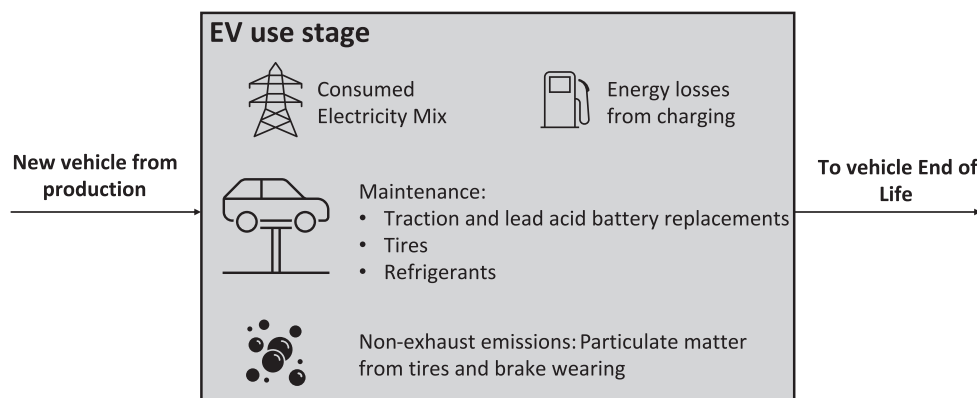 EV use stage
Consumed
Electricity Mix
Energy losses
from charging
New vehicle from
production
Maintenance:
• Traction and lead acid battery replacements
• Tires
• Refrigerants
To vehicle End of
Life
Non-exhaust emissions: Particulate matter
from tires and brake wearing